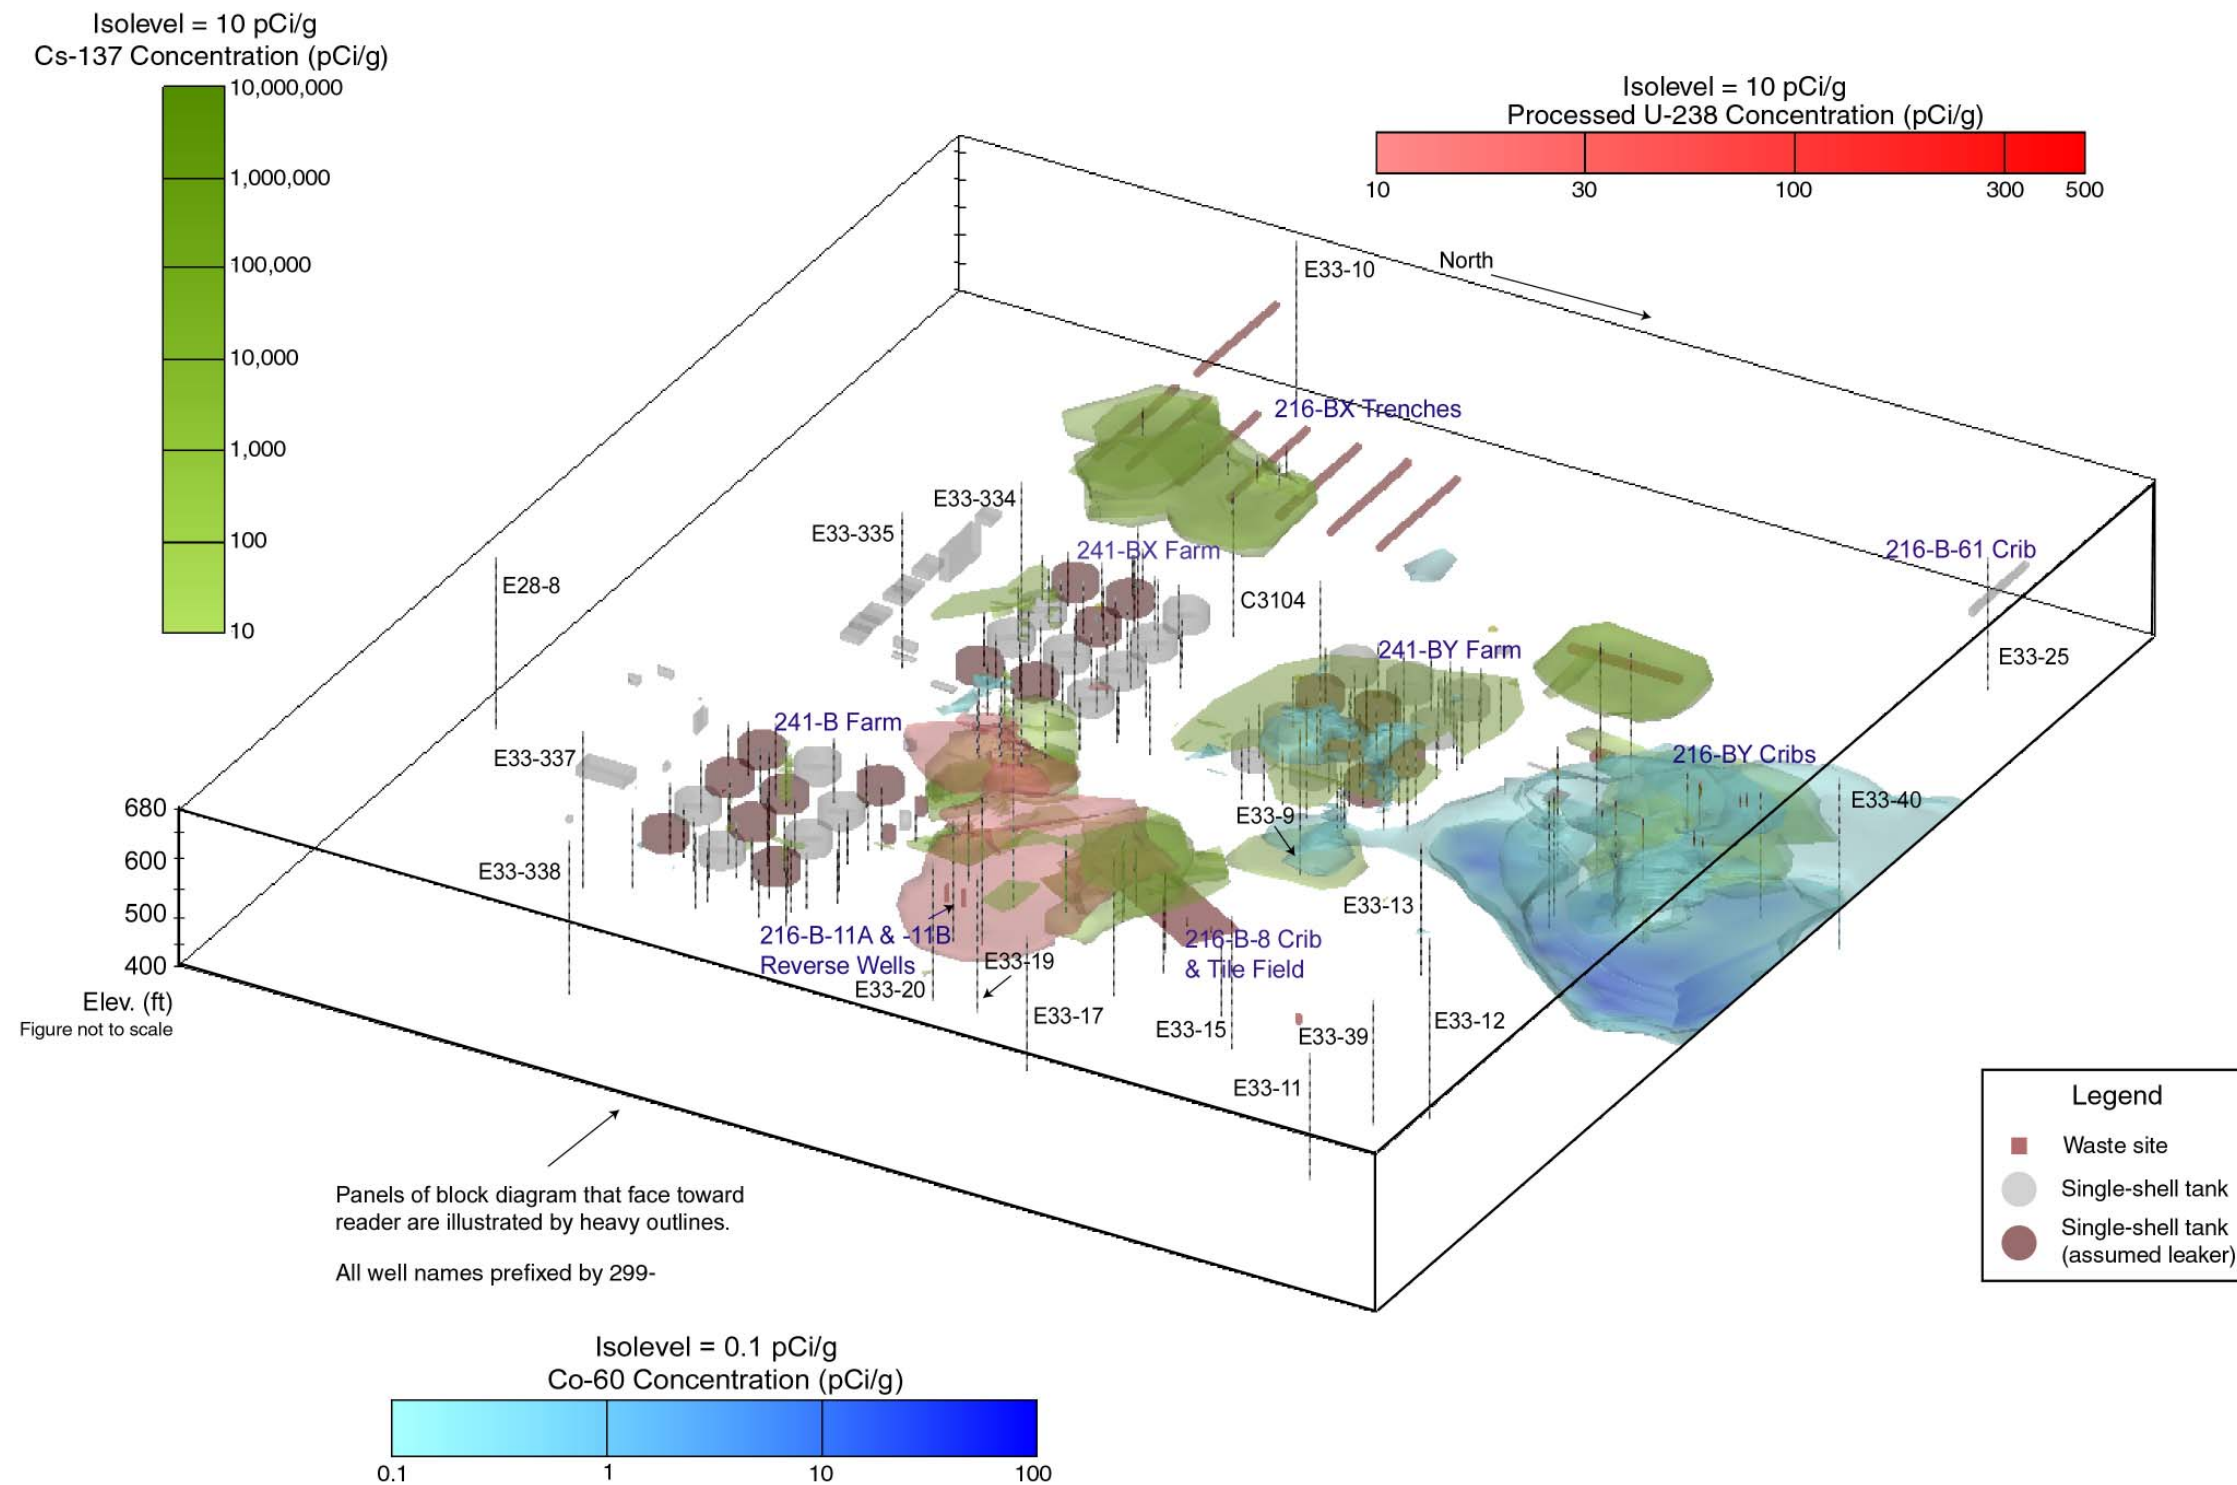 Isolevel = 10 pCi/g
Cs-137 Concentration (pCi/g)
10,000,000
1,000,000
100,000
10,000
1,000
100
10
Isolevel = 10 pCi/g
Processed U-238 Concentration (pCi/g)
10
30
100
300
500
North
E33-10
216-BX Trenches
E33-334
E33-335
241-BX Farm
216-B-61 Crib
E28-8
C3104
241-BY Farm
E33-25
241-B Farm
E33-337
216-BY Cribs
E33-40
E33-9
E33-338
E33-13
216-B-11A & -11B
Reverse Wells
216-B-8 Crib
& Tile Field
E33-19
E33-20
E33-17
E33-15
E33-39
E33-12
E33-11
680
600
500
400
Elev. (ft)
Figure not to scale
Panels of block diagram that face toward
reader are illustrated by heavy outlines.
All well names prefixed by 299-
Legend
Waste site
Single-shell tank
Single-shell tank
(assumed leaker)
Isolevel = 0.1 pCi/g
Co-60 Concentration (pCi/g)
0.1
1
10
100